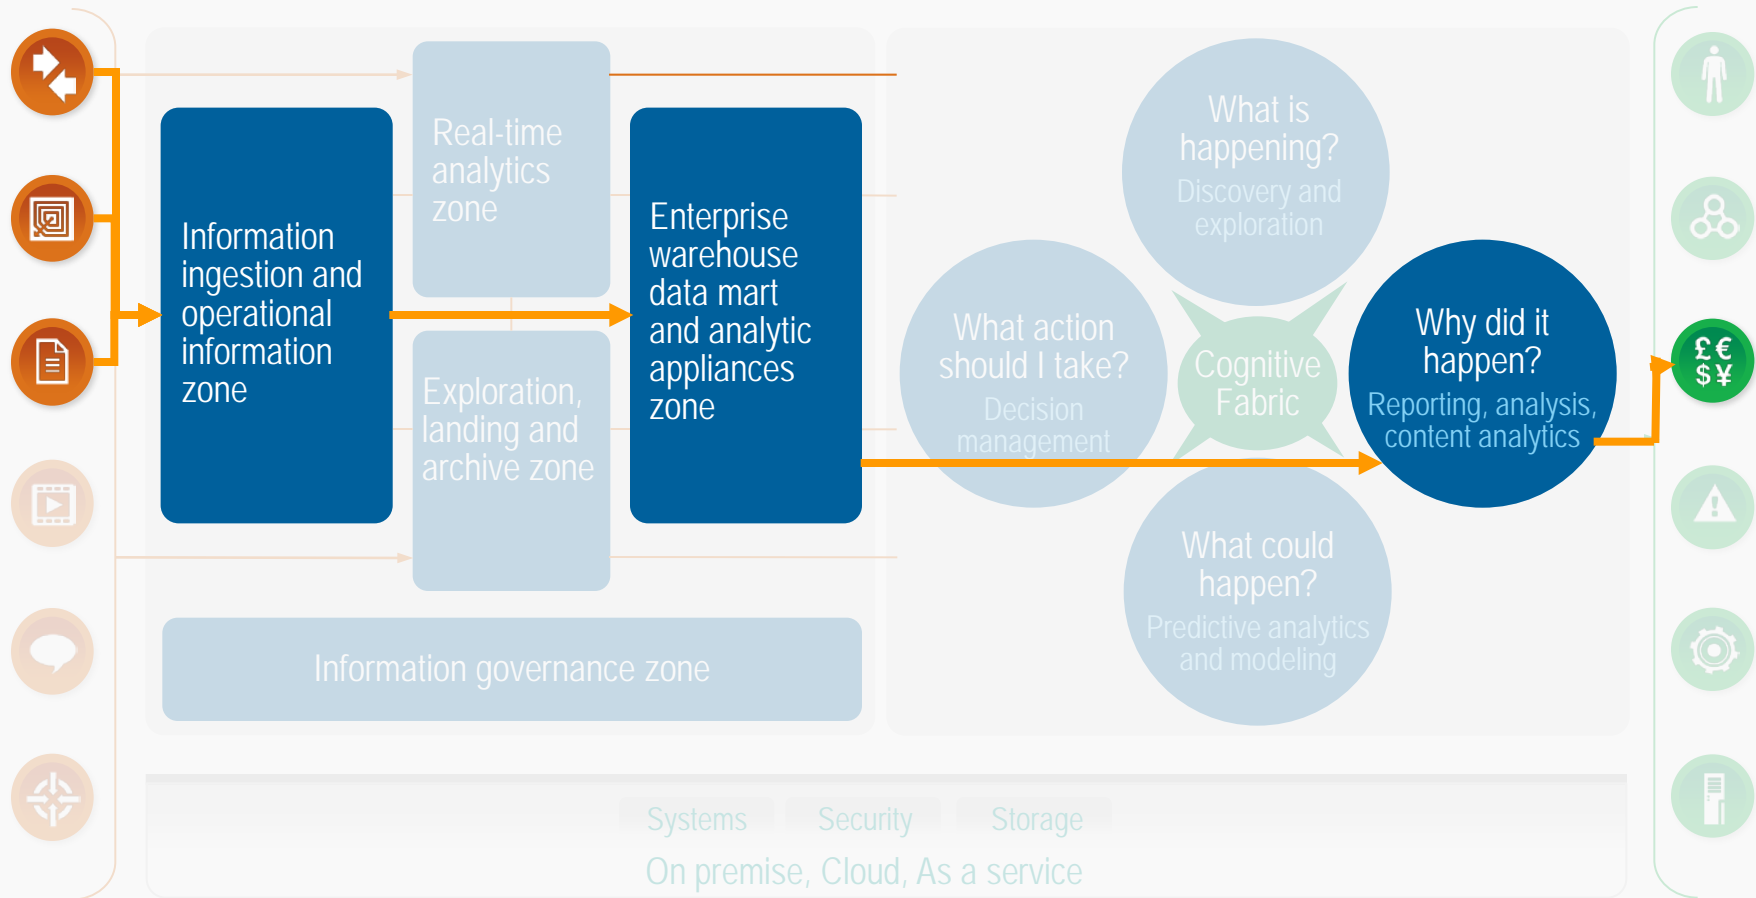 Information
ingestion and
operational
information
zone
Real-time
analytics
zone
Exploration,
landing and
archive zone
Enterprise
warehouse
data mart
and analytic
appliances
zone
Information governance zone
What is
happening?
Discovery and
exploration
What action
should I take?
Decision
management
Cognitive
Fabric
Why did it
happen?
Reporting, analysis,
content analytics
What could
happen?
Predictive analytics
and modeling
£ €
$ ¥
Systems
Security
Storage
On premise, Cloud, As a service